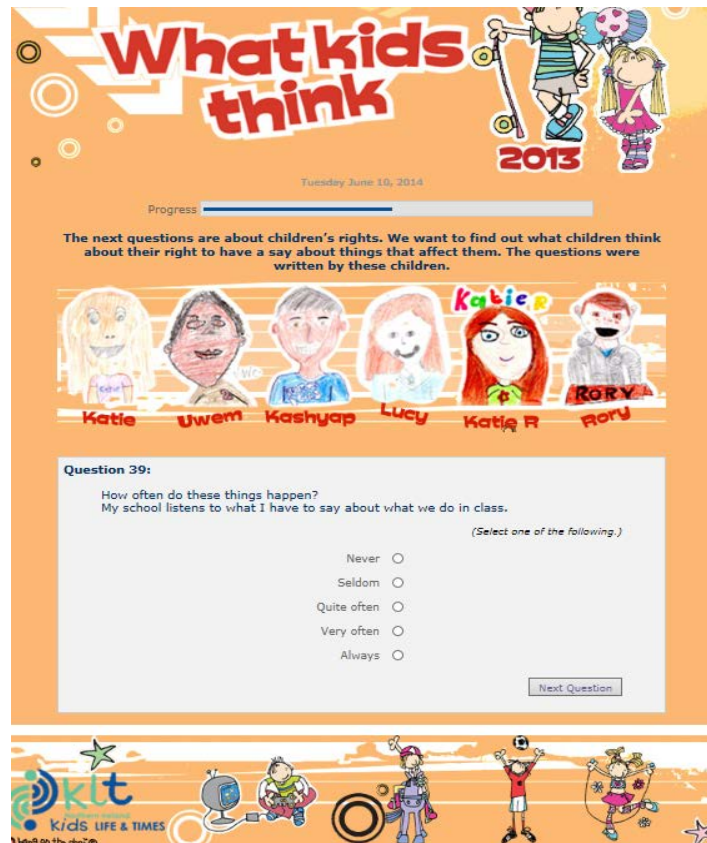 What kids
think
2013
Tuesday June 10, 2014
Progress
The next questions are about children's rights. We want to find out what children think
about their right to have a say about things that affect them. The questions were
written by these children.
Katie R
KATIE
RORY
Katie Uwem Kashyap Lucy Katie R Rory
Question 39:
How often do these things happen?
My school listens to what I have to say about what we do in class.
(Select one of the following.)
Never
Seldom
Quite often
Very often
Always
Next Question
klt
Northern Ireland
Kids LIFE & TIMES